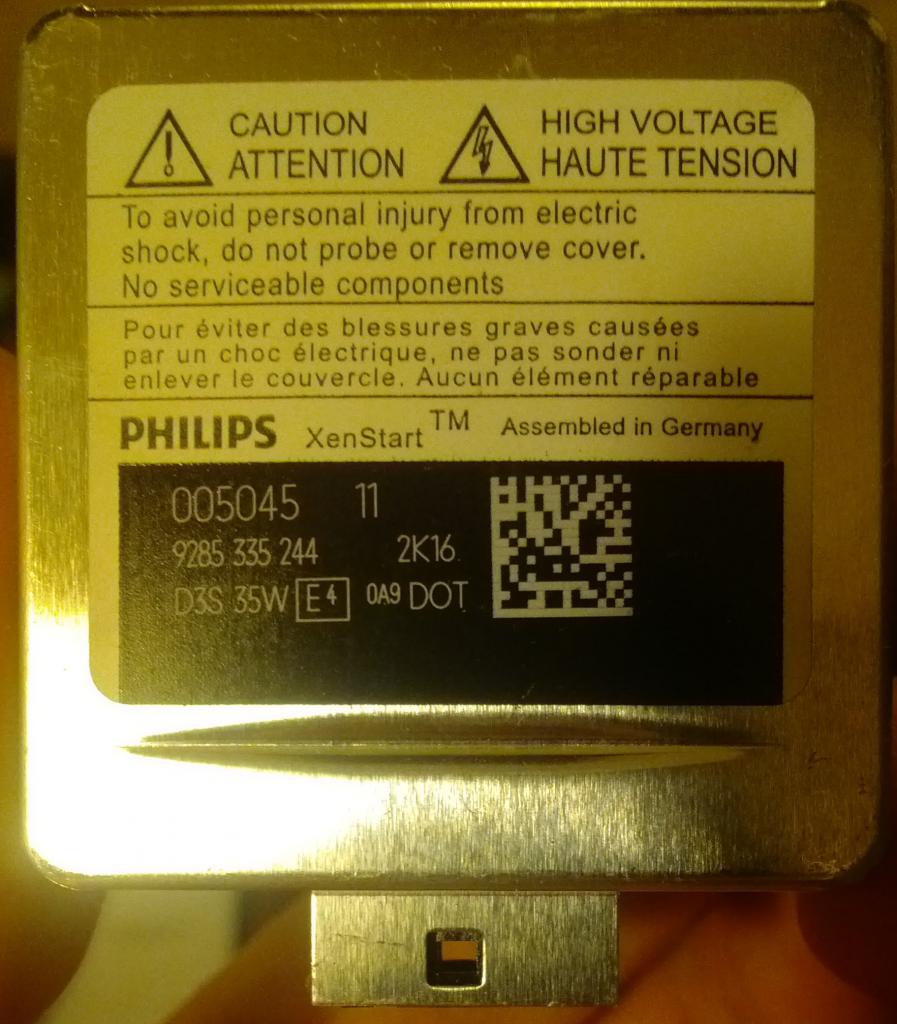 CAUTION
ATTENTION
HIGH VOLTAGE
HAUTE TENSION
To avoid personal injury from electric
shock, do not probe or remove cover.
No serviceable components
Pour éviter des blessures graves causées
par un choc électrique, ne pas sonder ni
enlever le couvercle. Aucun élément réparable
PHILIPS XenStart™ Assembled in Germany
005045 11
9285 335 244 2K16
D3S 35W E4 0A9 DOT